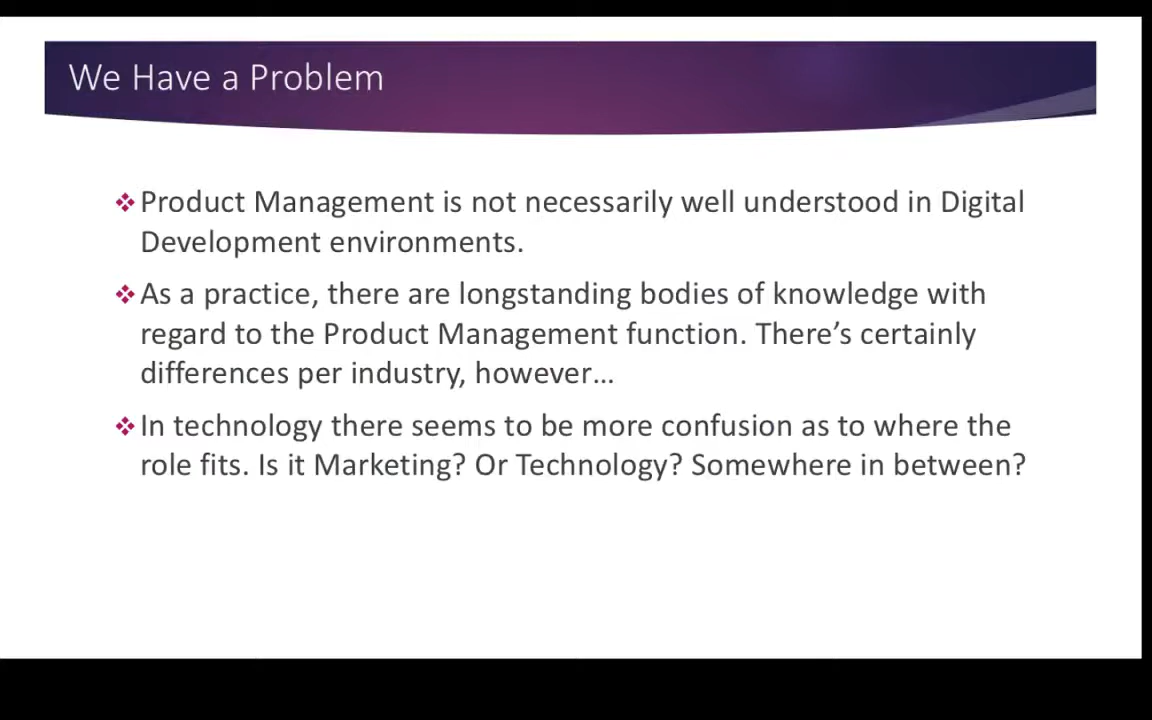 We Have a Problem
❖Product Management is not necessarily well understood in Digital
Development environments.
❖As a practice, there are longstanding bodies of knowledge with
regard to the Product Management function. There’s certainly
differences per industry, however…
❖In technology there seems to be more confusion as to where the
role fits. Is it Marketing? Or Technology? Somewhere in between?